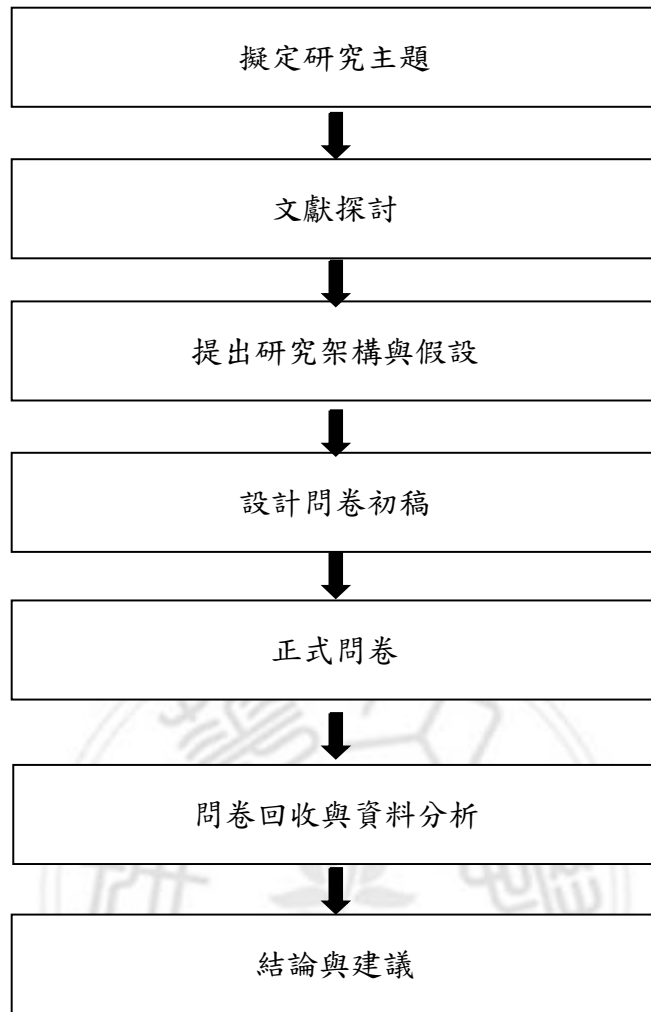 擬定研究主題
文獻探討
提出研究架構與假設
設計問卷初稿
正式問卷
問卷回收與資料分析
結論與建議